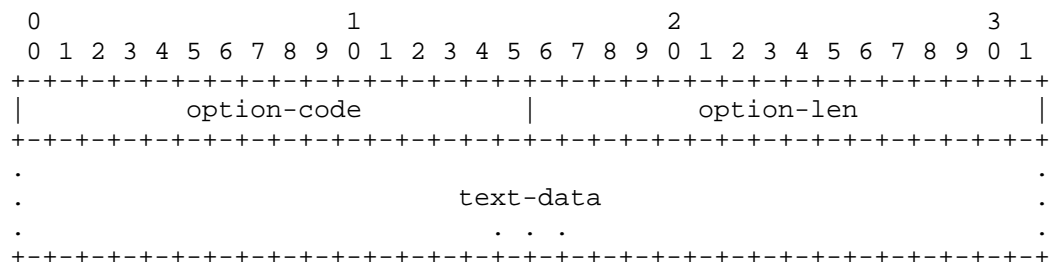 0                   1                   2                   3
 0 1 2 3 4 5 6 7 8 9 0 1 2 3 4 5 6 7 8 9 0 1 2 3 4 5 6 7 8 9 0 1
+-+-+-+-+-+-+-+-+-+-+-+-+-+-+-+-+-+-+-+-+-+-+-+-+-+-+-+-+-+-+-+-+
|          option-code          |          option-len           |
+-+-+-+-+-+-+-+-+-+-+-+-+-+-+-+-+-+-+-+-+-+-+-+-+-+-+-+-+-+-+-+-+
.                                                               .
.                           text-data                           .
.                             . . .                             .
+-+-+-+-+-+-+-+-+-+-+-+-+-+-+-+-+-+-+-+-+-+-+-+-+-+-+-+-+-+-+-+-+